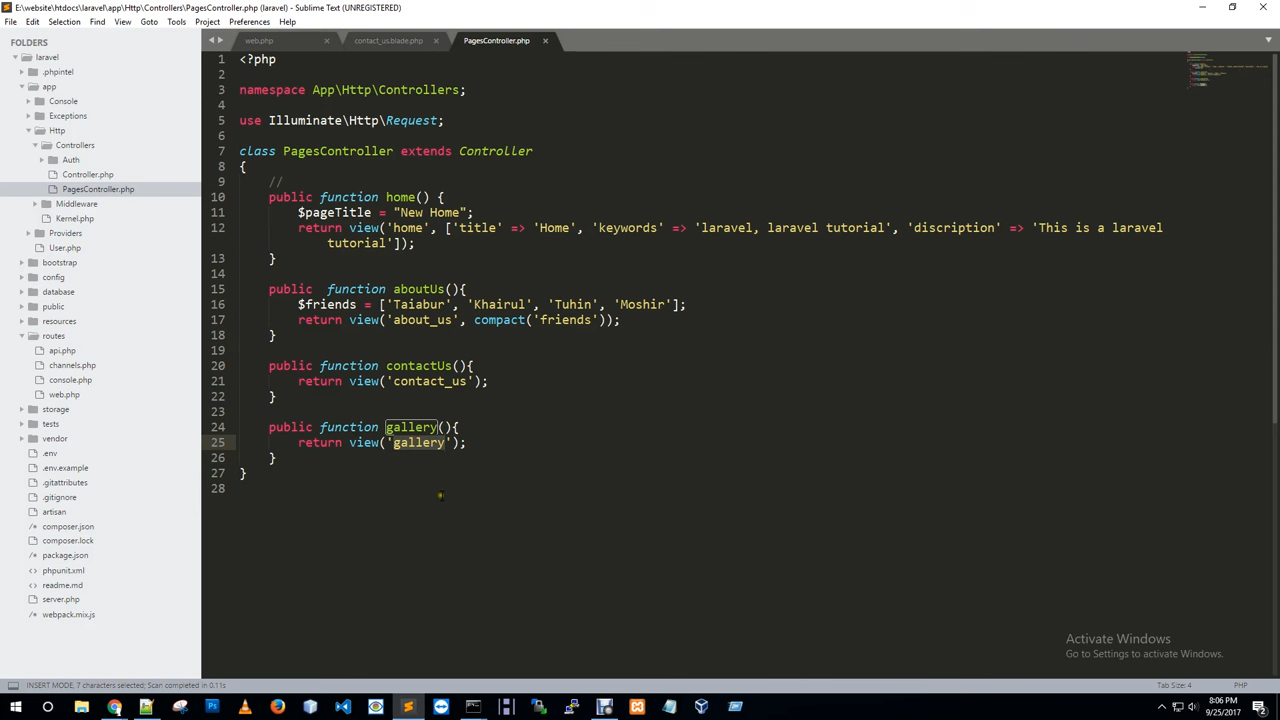 E:\website\htdocs\laravel\app\Http\Controllers\PagesController.php (laravel) - Sublime Text (UNREGISTERED)
File Edit Selection Find View Goto Tools Project Preferences Help
FOLDERS
laravel
.phpintel
app
Console
Exceptions
Http
Controllers
Auth
Controller.php
PagesController.php
Middleware
Kernel.php
Providers
User.php
bootstrap
config
database
public
resources
routes
api.php
channels.php
console.php
web.php
storage
tests
vendor
.env
.env.example
.gitattributes
.gitignore
artisan
composer.json
composer.lock
package.json
phpunit.xml
readme.md
server.php
webpack.mix.js
web.php contact_us.blade.php PagesController.php
1 <?php
2
3 namespace App\Http\Controllers;
4
5 use Illuminate\Http\Request;
6
7 class PagesController extends Controller
8 {
9 //
10 public function home() {
11 $pageTitle = "New Home";
12 return view('home', ['title' => 'Home', 'keywords' => 'laravel, laravel tutorial', 'discription' => 'This is a laravel
tutorial']);
13 }
14
15 public  function aboutUs(){
16 $friends = ['Taiabur', 'Khairul', 'Tuhin', 'Moshir'];
17 return view('about_us', compact('friends'));
18 }
19
20 public function contactUs(){
21 return view('contact_us');
22 }
23
24 public function gallery(){
25 return view('gallery');
26 }
27 }
28
Activate Windows
Go to Settings to activate Windows.
INSERT MODE; 7 characters selected; Scan completed in 0.11s Tab Size: 4 PHP
8:06 PM
9/25/2017